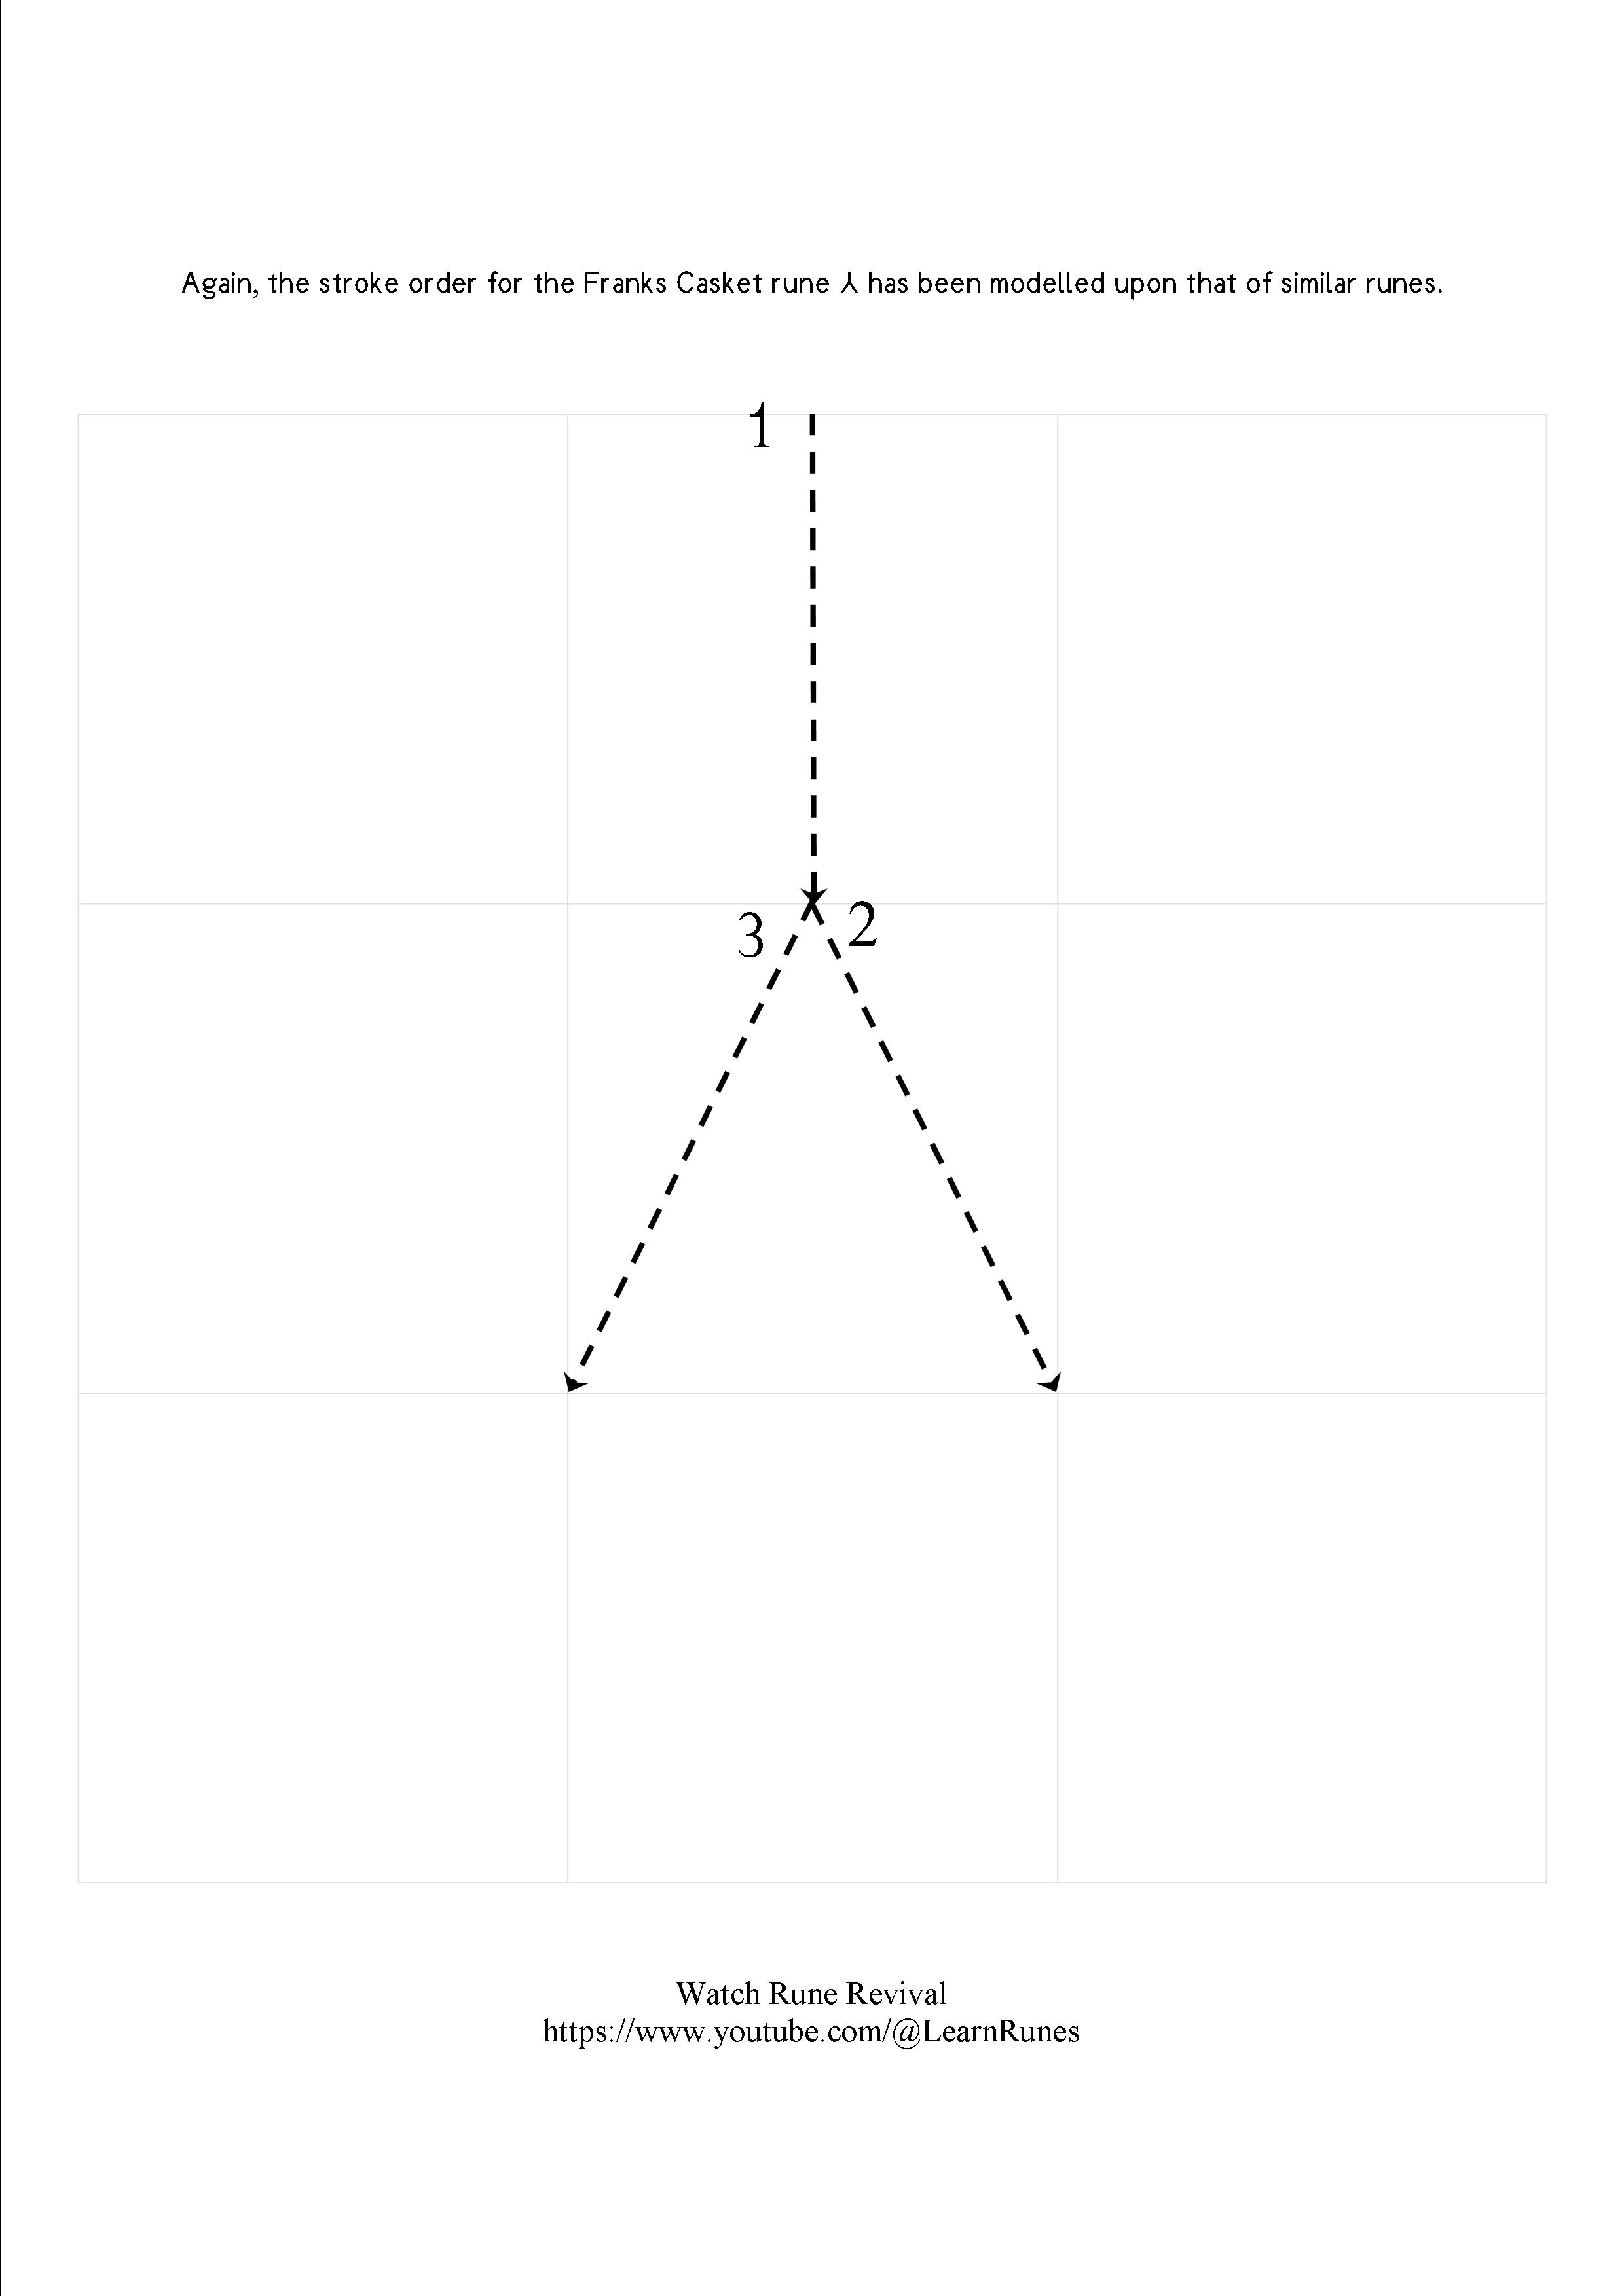 Again, the stroke order for the Franks Casket rune ⅄ has been modelled upon that of similar runes.
1
3 2
Watch Rune Revival
https://www.youtube.com/@LearnRunes